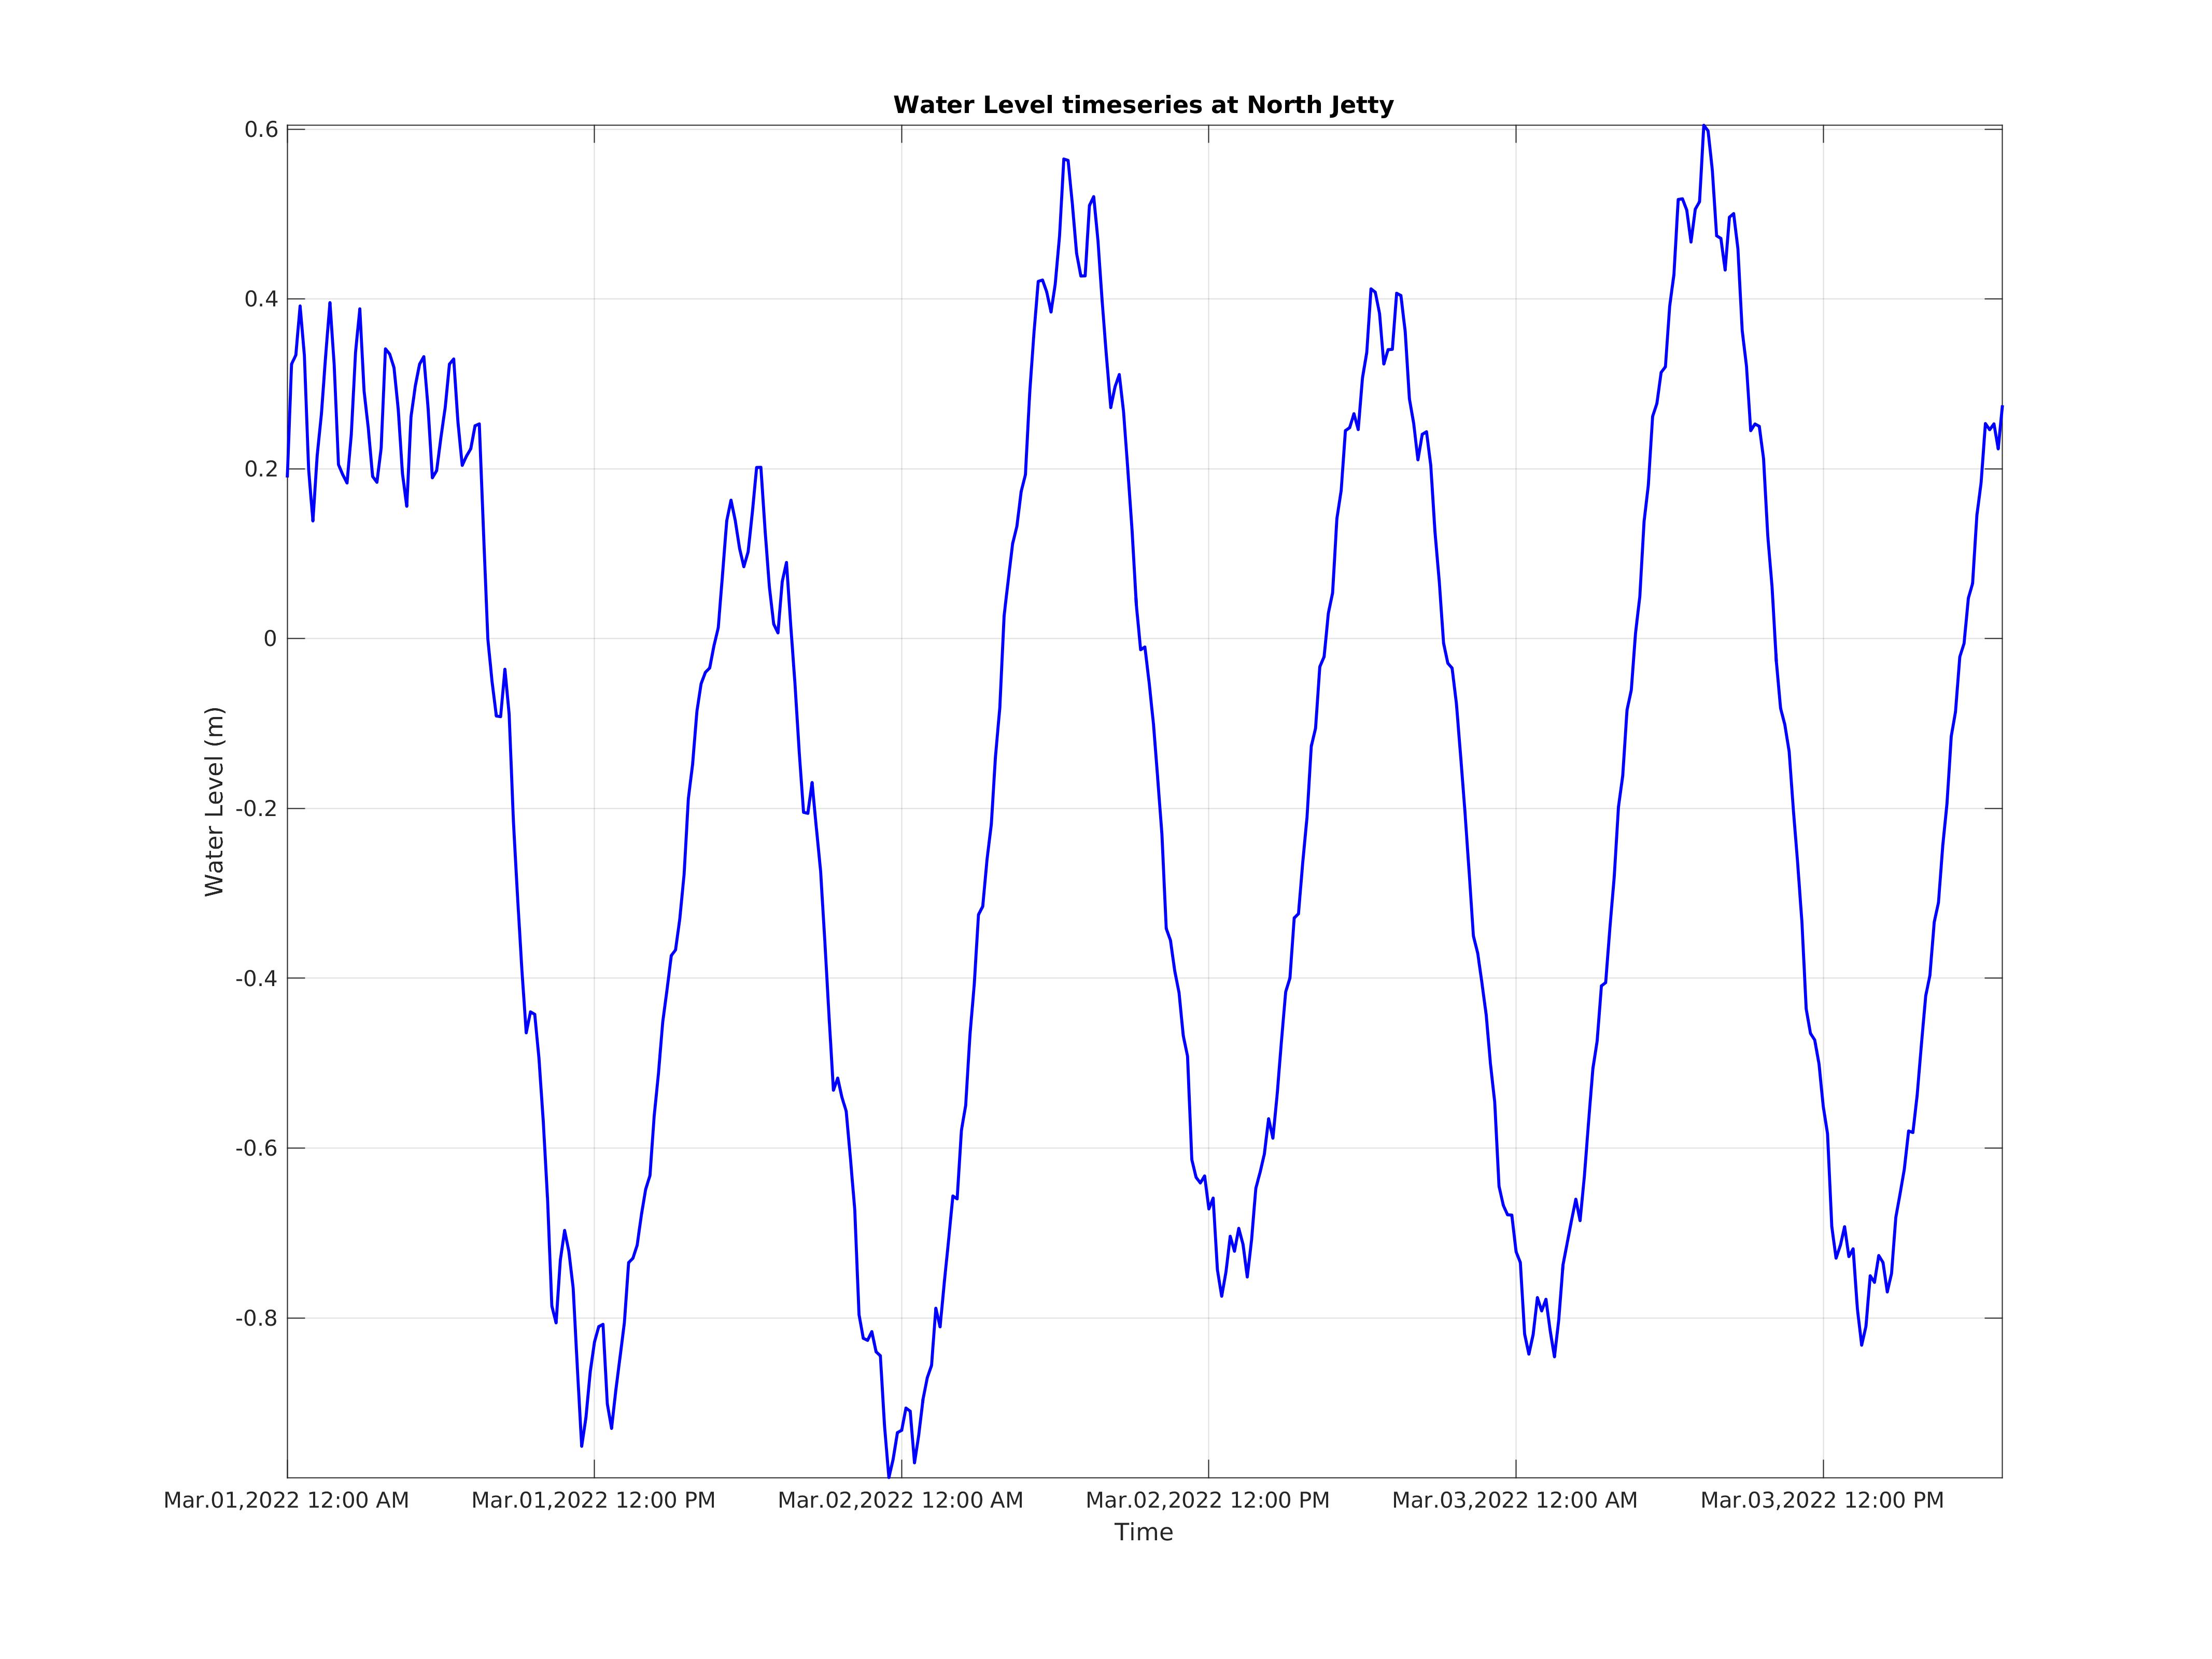 Water Level timeseries at North Jetty
0.6
0.4
0.2
0
-0.2
-0.4
-0.6
-0.8
Water Level (m)
Mar.01,2022 12:00 AM
Mar.01,2022 12:00 PM
Mar.02,2022 12:00 AM
Mar.02,2022 12:00 PM
Mar.03,2022 12:00 AM
Mar.03,2022 12:00 PM
Time